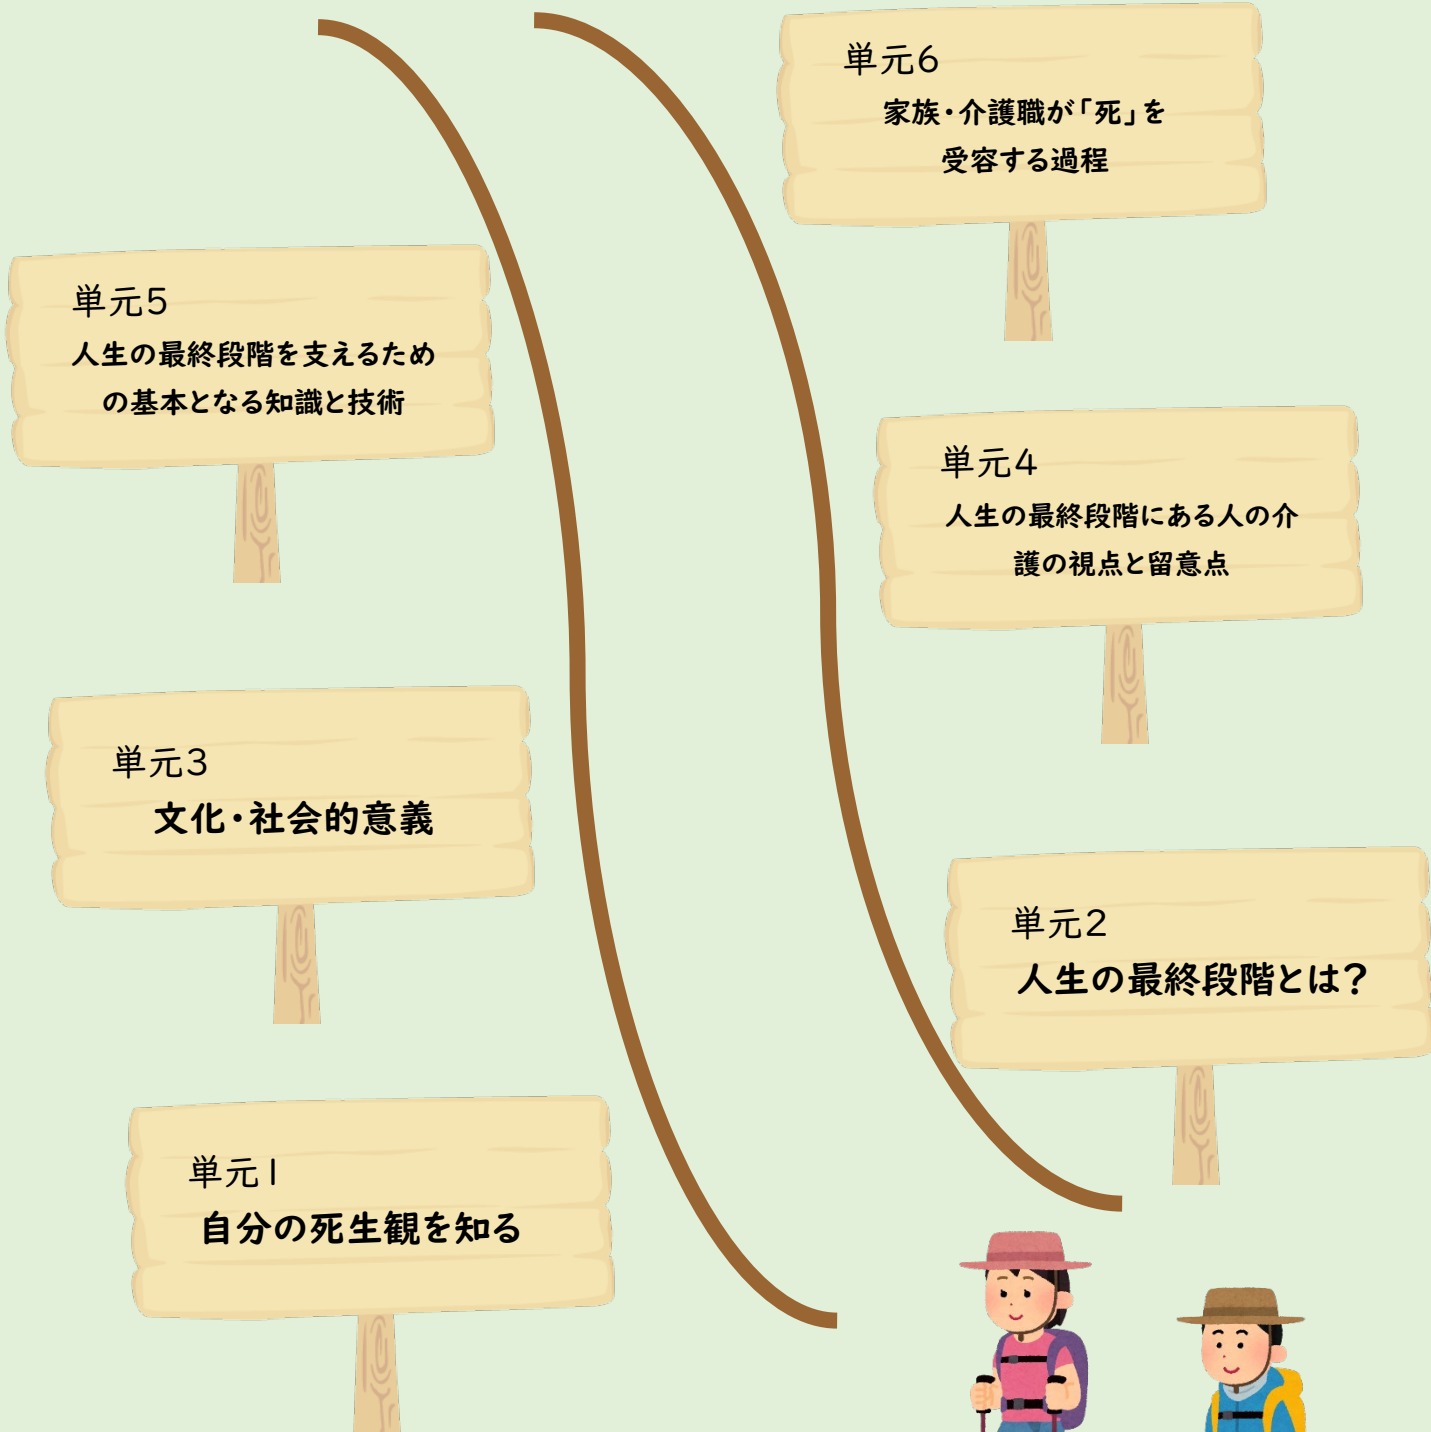 単元6
家族・介護職が「死」を
受容する過程
単元5
人生の最終段階を支えるため
の基本となる知識と技術
単元4
人生の最終段階にある人の介
護の視点と留意点
単元3
文化・社会的意義
単元2
人生の最終段階とは？
単元1
自分の死生観を知る